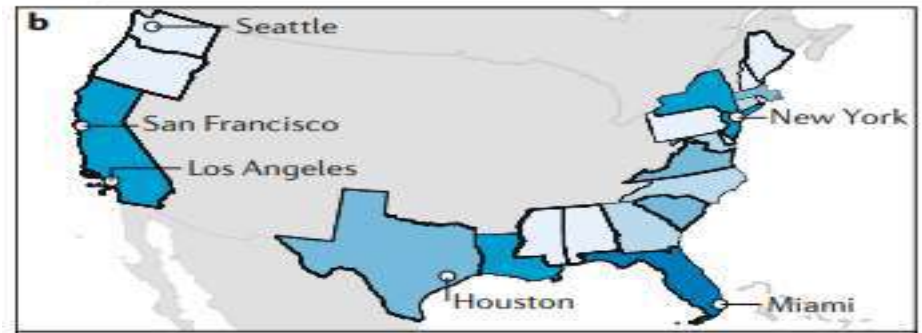 b
Seattle
San Francisco
Los Angeles
New York
Houston
Miami